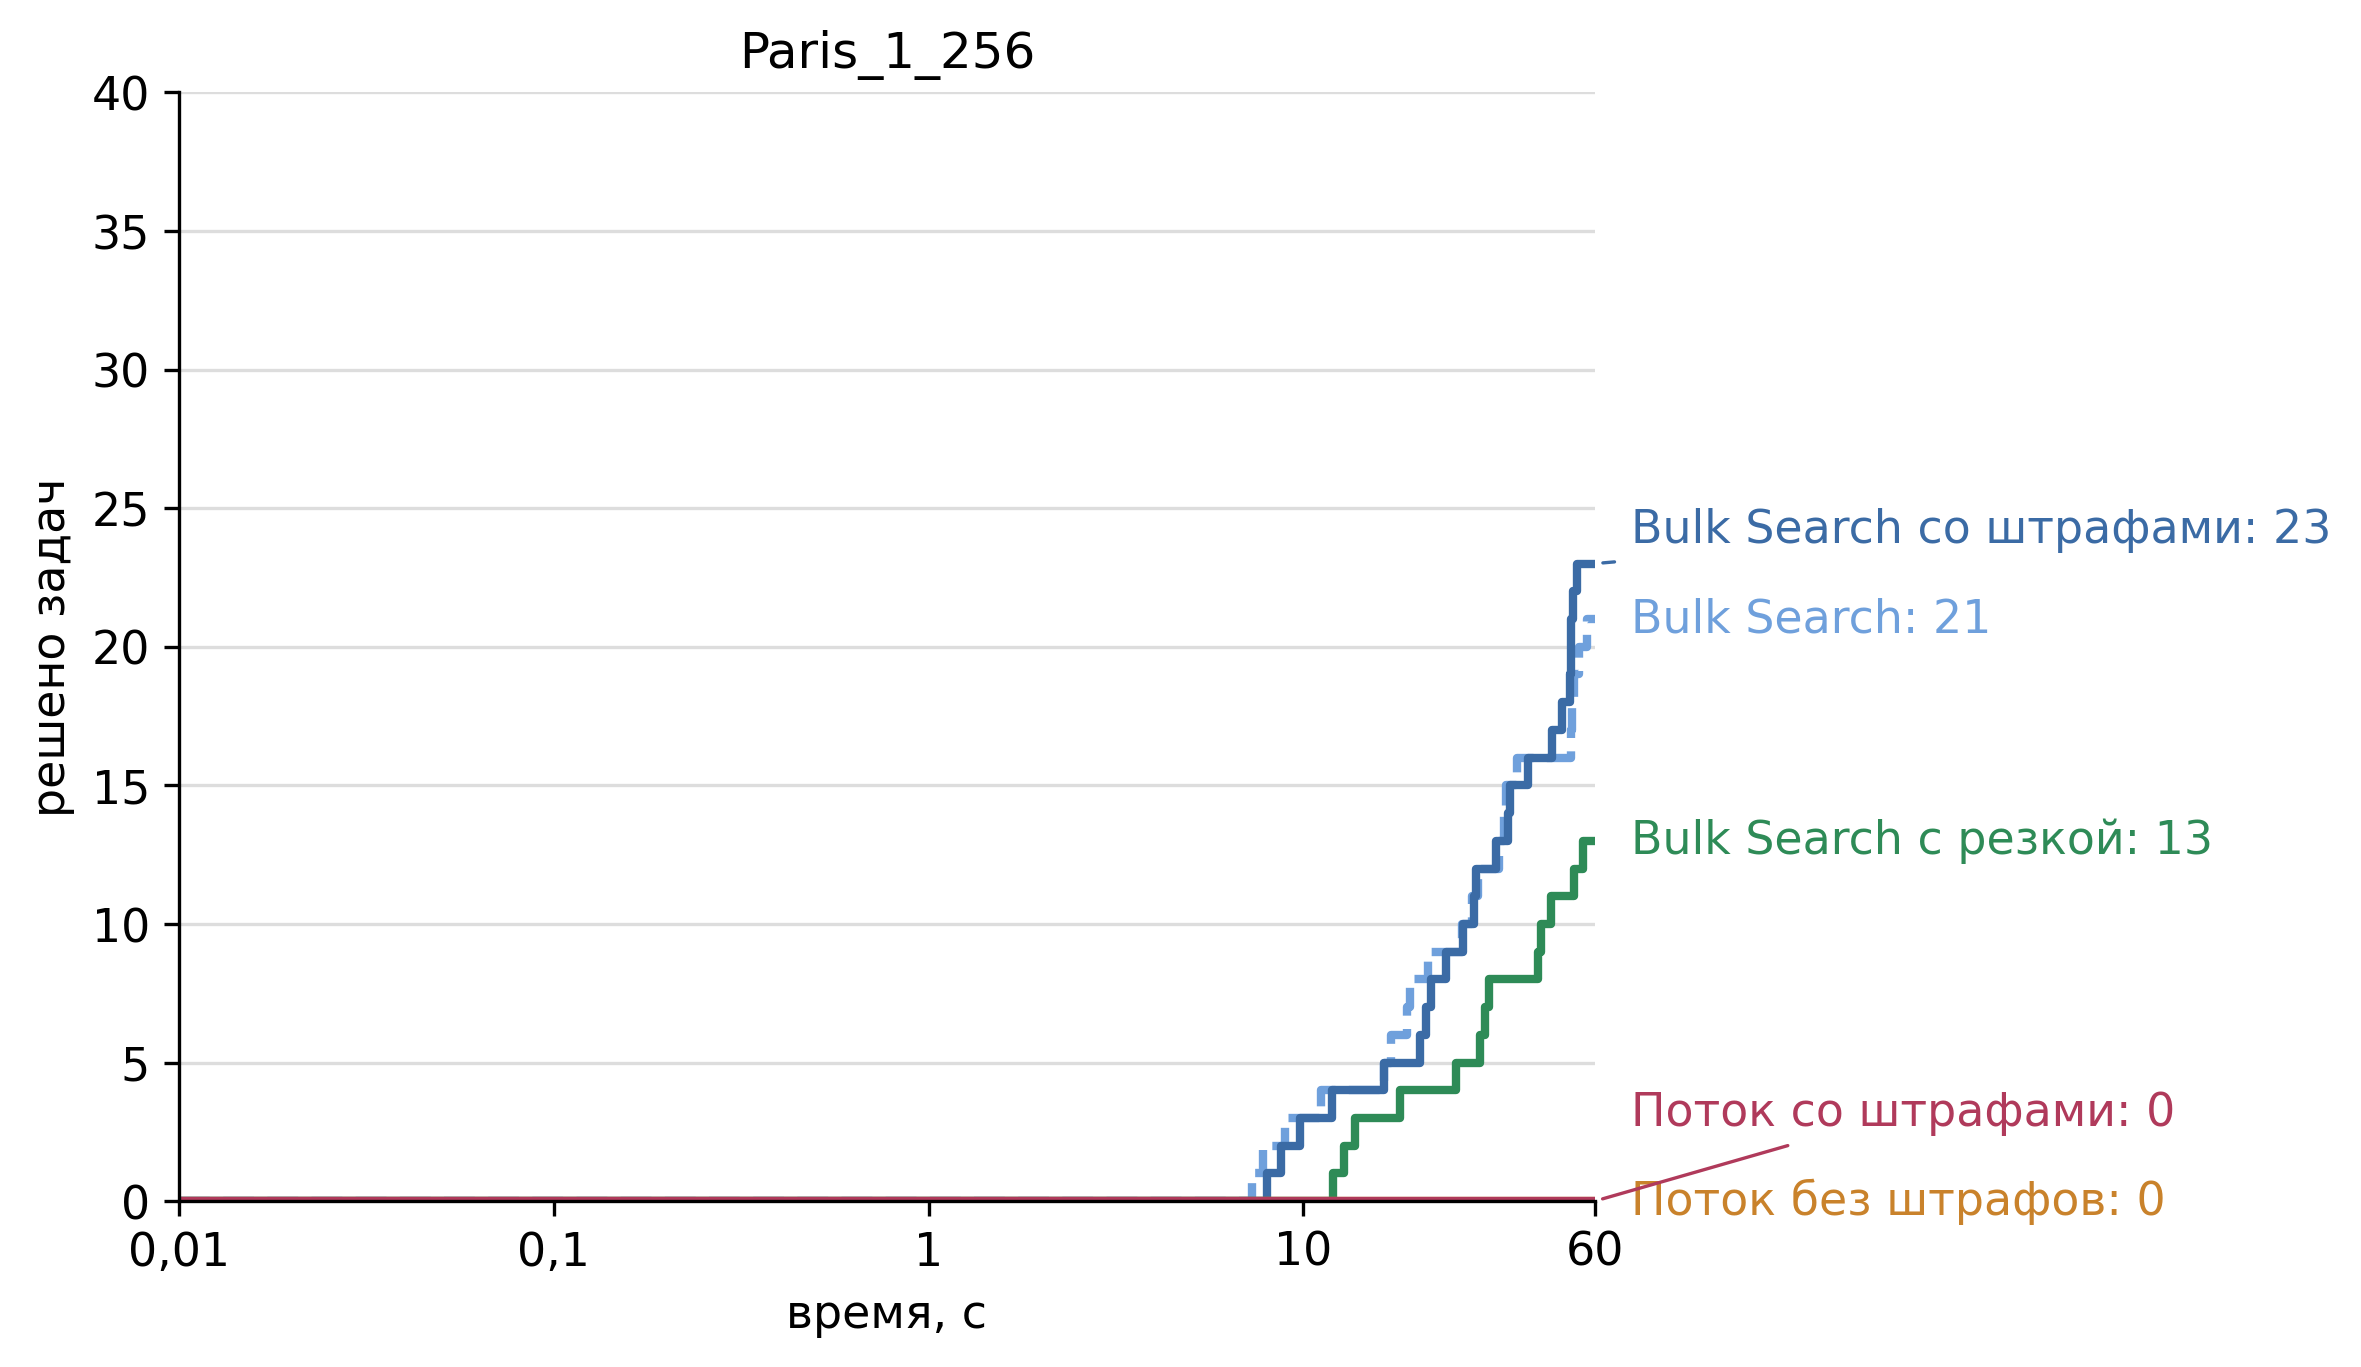 Paris_1_256
40
35
30
25
20
15
10
5
0
решено задач
0,01
0,1
1
10
60
время, с
Bulk Search со штрафами: 23
Bulk Search: 21
Bulk Search с резкой: 13
Поток со штрафами: 0
Поток без штрафов: 0